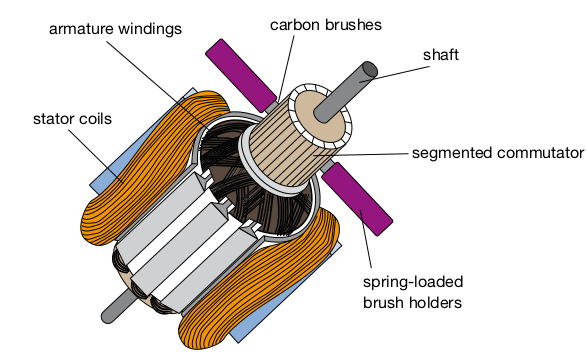 armature windings
carbon brushes
shaft
stator coils
segmented commutator
spring-loaded
brush holders